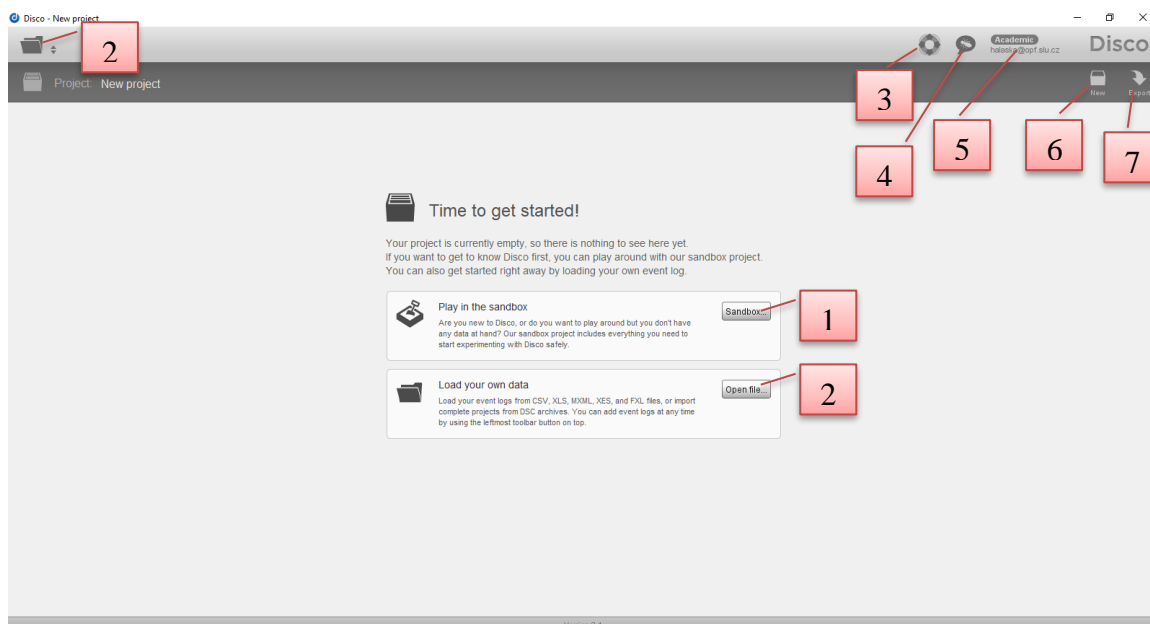 Disco - New project
2
Academic
halaska@opf.slu.cz
Disco
Project: New project
New
Export
3
4
5
6
7
Time to get started!
Your project is currently empty, so there is nothing to see here yet.
If you want to get to know Disco first, you can play around with our sandbox project.
You can also get started right away by loading your own event log.
Play in the sandbox
Sandbox...
Are you new to Disco, or do you want to play around but you don't have
any data at hand? Our sandbox project includes everything you need to
start experimenting with Disco safely.
1
Load your own data
Open file...
Load your event logs from CSV, XLS, MXML, XES, and FXL files, or import
complete projects from DSC archives. You can add event logs at any time
by using the leftmost toolbar button on top.
2